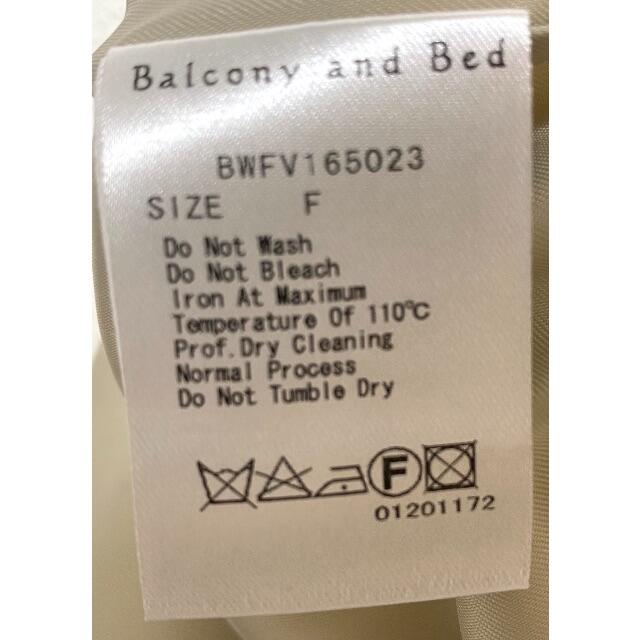 Balcony and Bed
BWFV165023
SIZE F
Do Not Wash
Do Not Bleach
Iron At Maximum
Temperature Of 110℃
Prof.Dry Cleaning
Normal Process
Do Not Tumble Dry
F
01201172